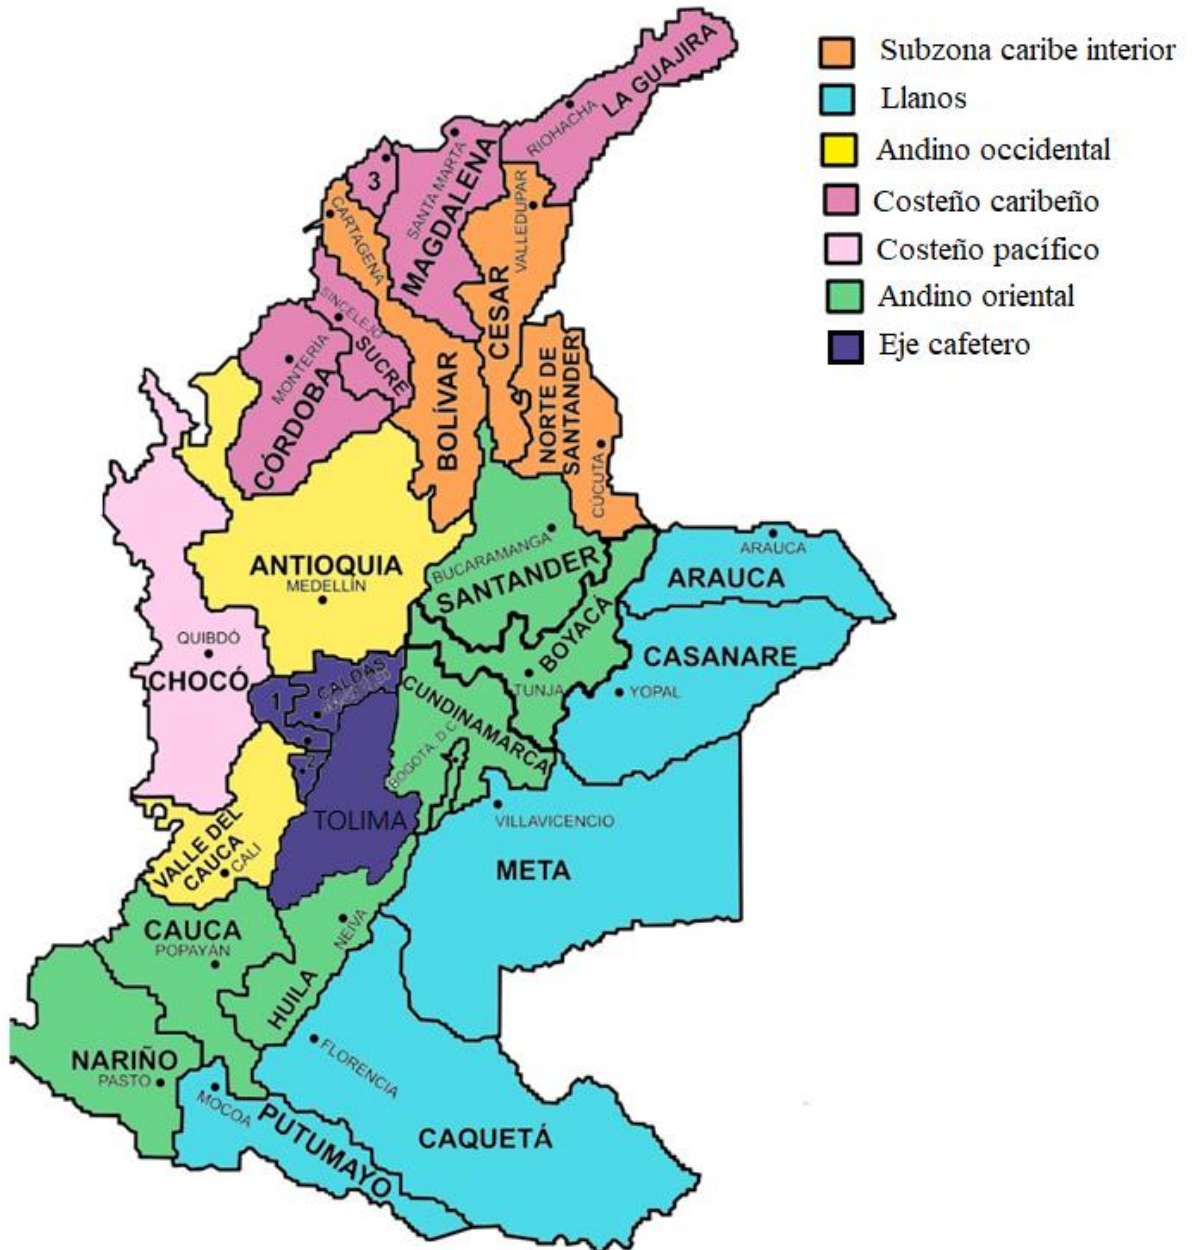 Subzona caribe interior
Llanos
Andino occidental
Costeño caribeño
Costeño pacífico
Andino oriental
Eje cafetero
LA GUAJIRA
RIOHACHA
3
SANTA MARTA
MAGDALENA
CARTAGENA
VALLEDUPAR
CESAR
SINCELEJO
SUCRE
MONTERÍA
CÓRDOBA
BOLÍVAR
NORTE DE
SANTANDER
CÚCUTA
ANTIOQUIA
MEDELLÍN
BUCARAMANGA
SANTANDER
ARAUCA
ARAUCA
BOYACÁ
TUNJA
CASANARE
YOPAL
QUIBDÓ
CHOCÓ
CALDAS
1
2
CUNDINAMARCA
BOGOTÁ, D.C.
TOLIMA
VILLAVICENCIO
META
VALLE DEL
CAUCA
CALI
CAUCA
POPAYÁN
NEIVA
HUILA
NARIÑO
PASTO
FLORENCIA
MOCOA
PUTUMAYO
CAQUETÁ